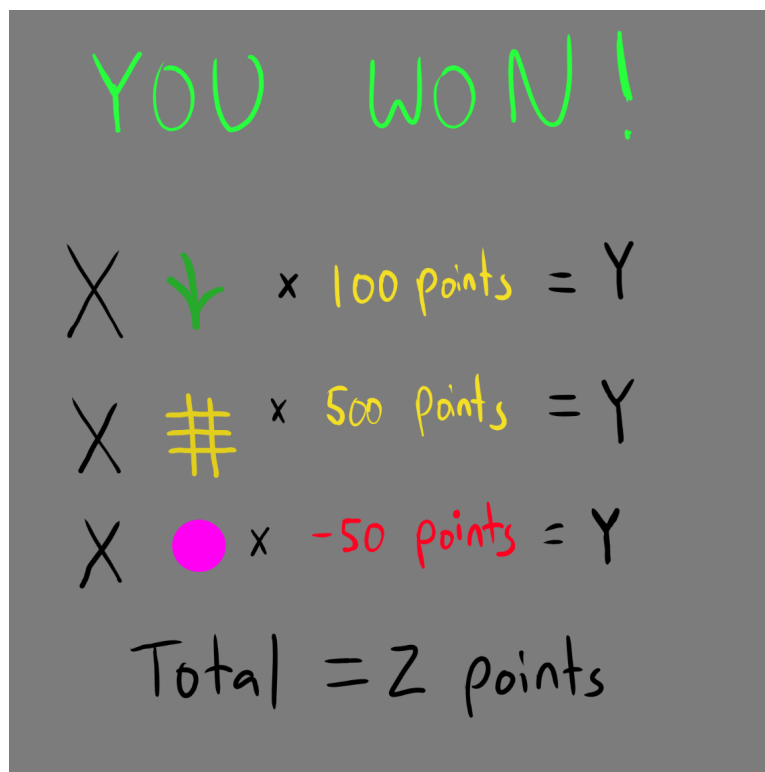 YOU WON!
X × 100 points = Y
X # × 500 points = Y
X × -50 points = Y
Total = Z points